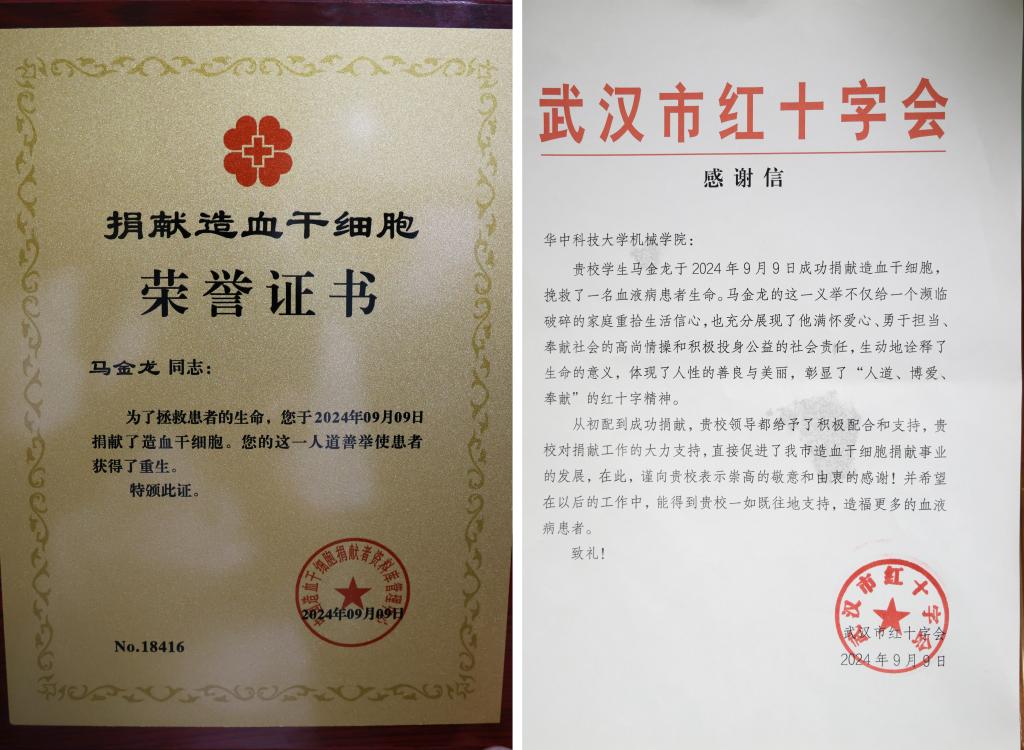 捐献造血干细胞
荣誉证书
马金龙 同志：
为了拯救患者的生命，您于2024年09月09日
捐献了造血干细胞。您的这一人道善举使患者
获得了重生。
特颁此证。
造血干细胞捐献者资料库管理
2024年09月09日
No.18416
武汉市红十字会
感谢信
华中科技大学机械学院：
贵校学生马金龙于2024年9月9日成功捐献造血干细胞，
挽救了一名血液病患者生命。马金龙的这一义举不仅给一个濒临
破碎的家庭重拾生活信心，也充分展现了他满怀爱心、勇于担当、
奉献社会的高尚情操和积极投身公益的社会责任，生动地诠释了
生命的意义，体现了人性的善良与美丽，彰显了“人道、博爱、
奉献”的红十字精神。
从初配到成功捐献，贵校领导都给予了积极配合和支持，贵
校对捐献工作的大力支持，直接促进了我市造血干细胞捐献事业
的发展，在此，谨向贵校表示崇高的敬意和由衷的感谢！并希望
在以后的工作中，能得到贵校一如既往地支持，造福更多的血液
病患者。
致礼！
武汉市红十字会
武汉市红十字会
2024年9月9日